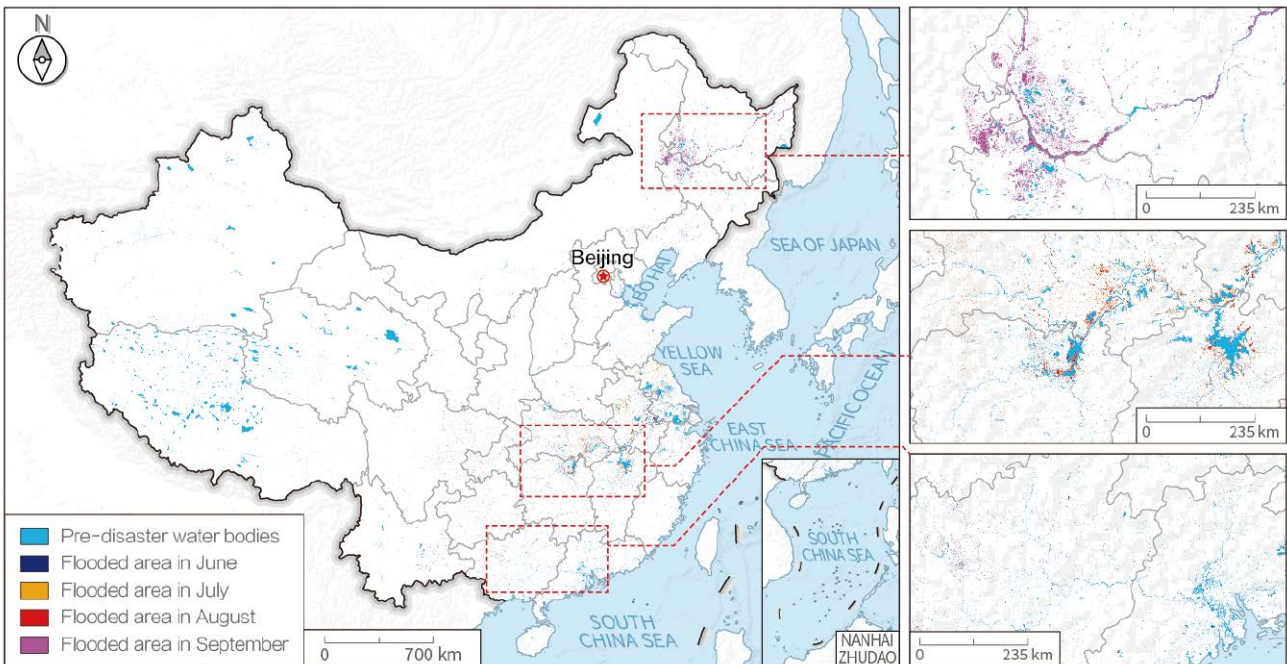 N
Beijing
BOHAI
SEA OF JAPAN
YELLOW
SEA
EAST
CHINA SEA
PACIFIC OCEAN
SOUTH
CHINA SEA
SOUTH
CHINA SEA
NANHAI
ZHUDAO
Pre-disaster water bodies
Flooded area in June
Flooded area in July
Flooded area in August
Flooded area in September
0 700 km
0 235 km
0 235 km
0 235 km